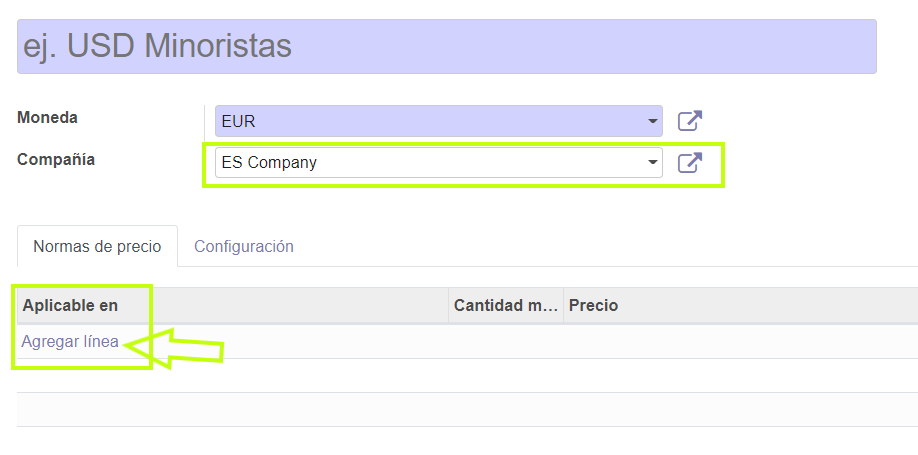 ej. USD Minoristas
Moneda
EUR
Compañía
ES Company
Normas de precio Configuración
Aplicable en Cantidad m... Precio
Agregar línea